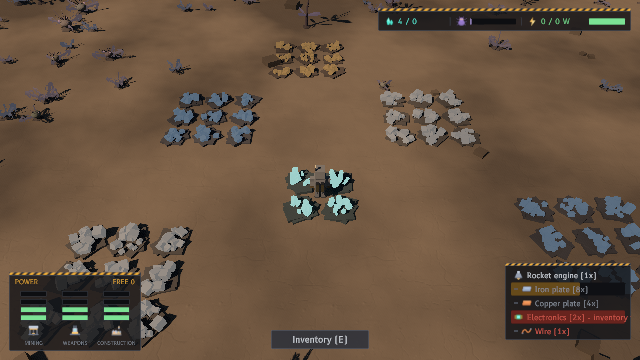 4 / 0
0 / 0 W
Rocket engine [1x]
Iron plate [8x]
Copper plate [4x]
Electronics [2x] - inventory
Wire [1x]
POWER FREE 0
MINING WEAPONS CONSTRUCTION
Inventory [E]